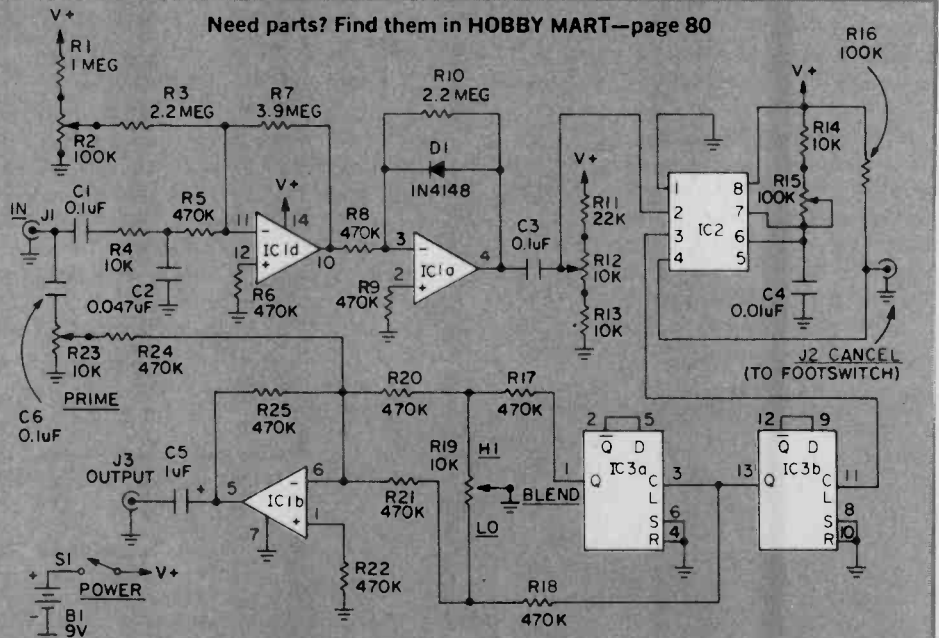 Need parts? Find them in HOBBY MART—page 80
V+
R1
1 MEG
R2
100K
R3
2.2 MEG
R7
3.9 MEG
R10
2.2 MEG
D1
1N4148
R16
100K
V+
R14
10K
R15
100K
IN
J1
C1
0.1uF
R4
10K
R5
470K
C2
0.047uF
R6
470K
11
12
V+
14
IC1d
10
R8
470K
R9
470K
3
2
IC1a
4
C3
0.1uF
V+
R11
22K
R12
10K
R13
10K
1
2
3
4
IC2
8
7
6
5
C4
0.01uF
J2 CANCEL
(TO FOOTSWITCH)
R23
10K
R24
470K
PRIME
C6
0.1uF
R25
470K
R20
470K
R17
470K
R19
10K
HI
BLEND
LO
J3
OUTPUT
C5
1uF
+
5
IC1b
6
1
7
R21
470K
R22
470K
R18
470K
2 5
Q̅ D
1 Q
IC3a
C 3
L
S 6
R 4
12 9
Q̅ D
13 Q
IC3b
C 11
L
S 8
R 10
S1
POWER
V+
+
-
B1
9V